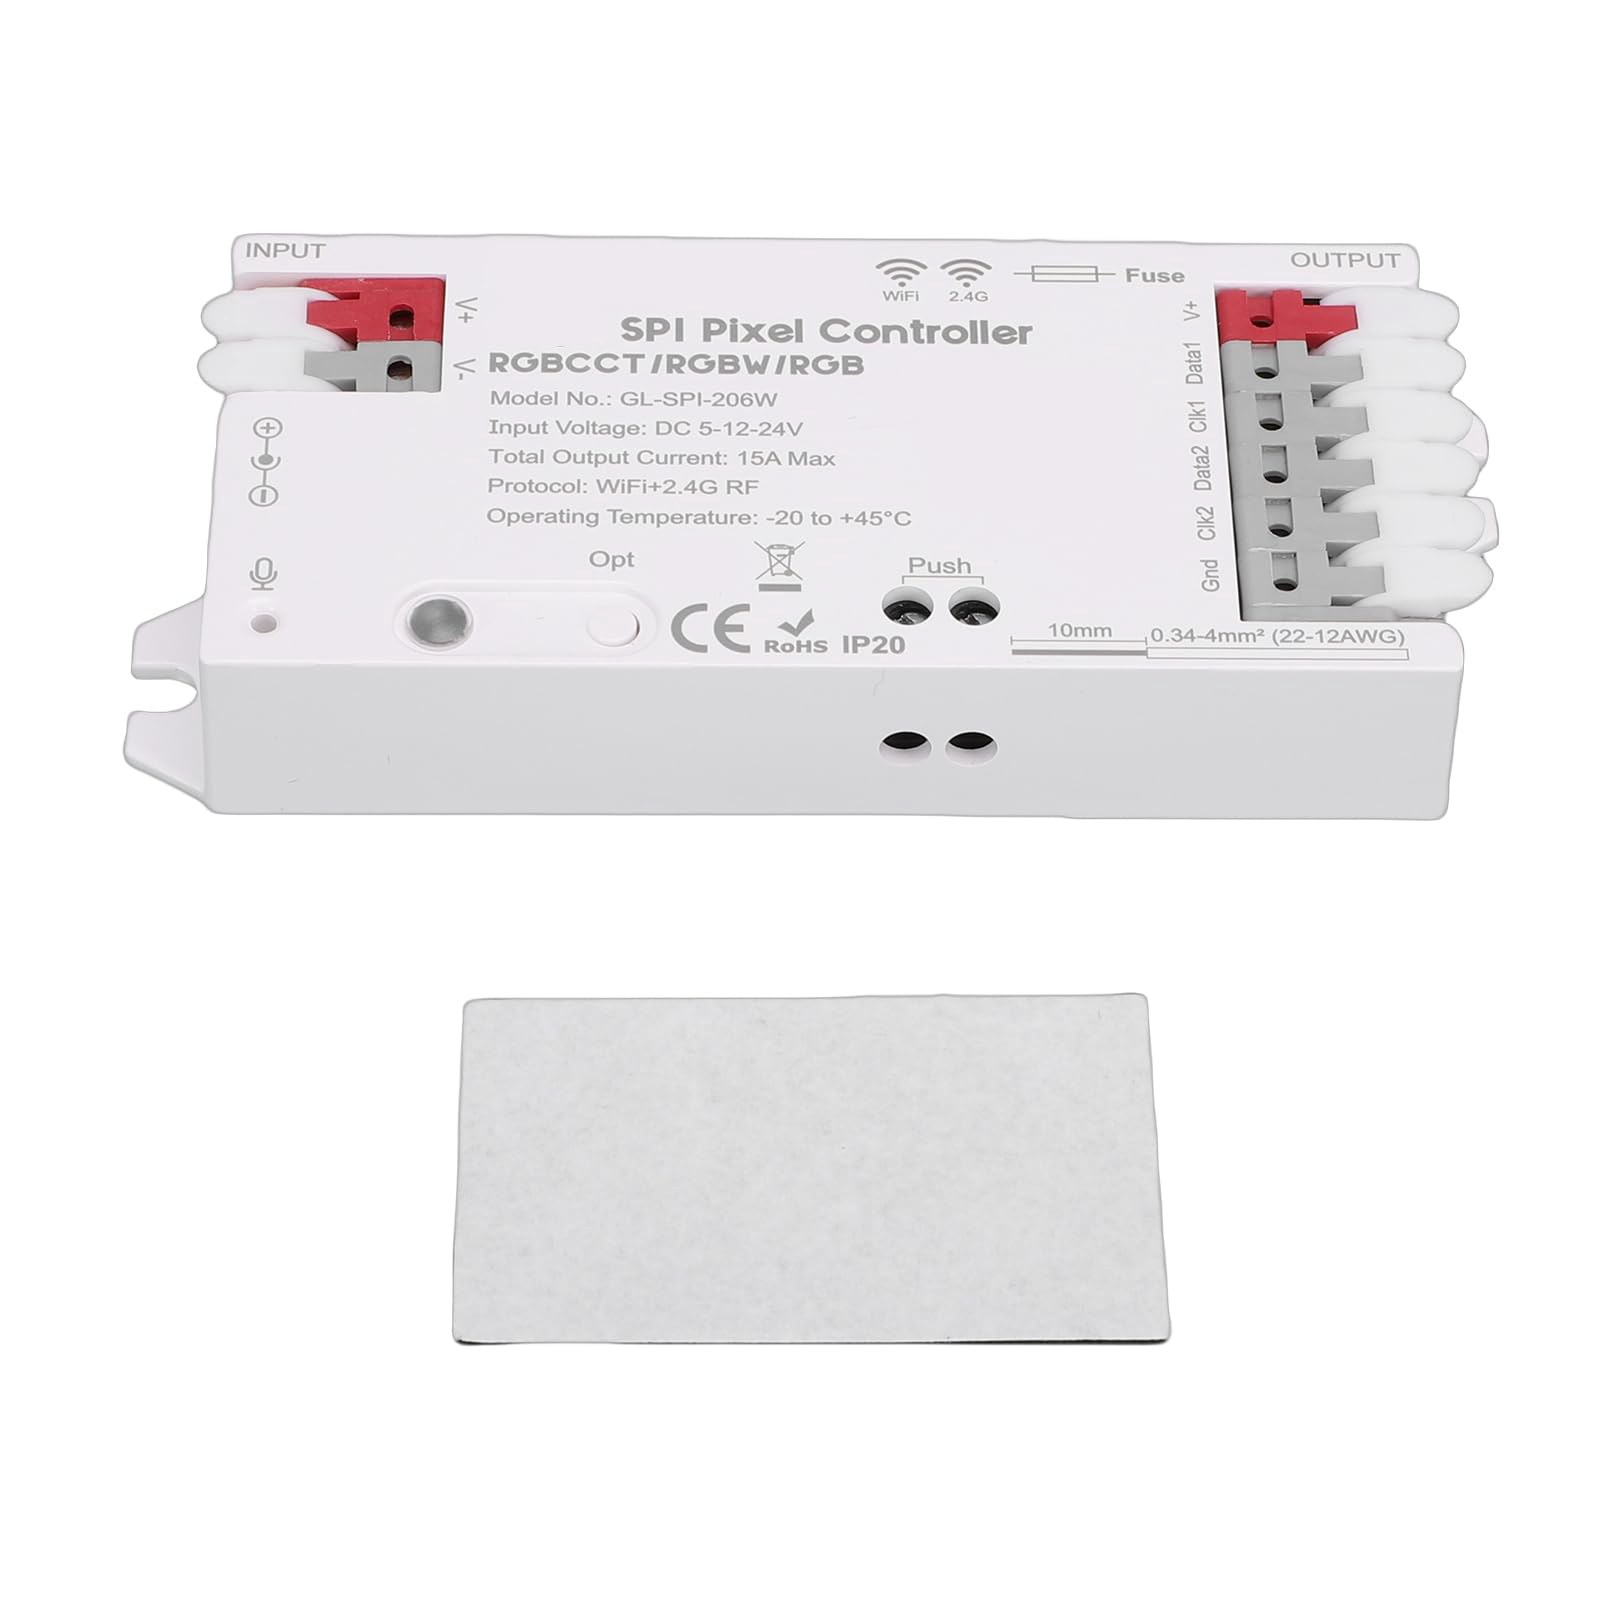 INPUT
OUTPUT
WiFi
2.4G
Fuse
V+
V-
SPI Pixel Controller
RGBCCT/RGBW/RGB
Model No.: GL-SPI-206W
Input Voltage: DC 5-12-24V
Total Output Current: 15A Max
Protocol: WiFi+2.4G RF
Operating Temperature: -20 to +45°C
V+
Data1
Clk1
Data2
Clk2
Gnd
Opt
Push
CE
RoHS
IP20
10mm
0.34-4mm² (22-12AWG)